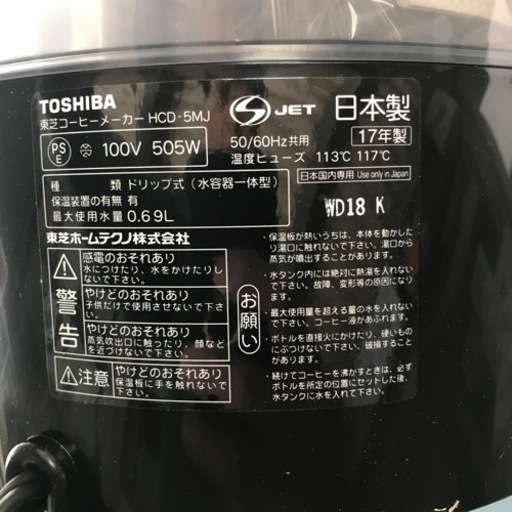 TOSHIBA
東芝コーヒーメーカー HCD-5MJ
PS E 100V 505W
S JET 日本製
50/60Hz共用 17年製
温度ヒューズ 113℃ 117℃
日本国内専用 Use only in Japan
種 類 ドリップ式（水容器一体型）
保温装置の有無 有
最大使用水量 0.69L
WD18 K
東芝ホームテクノ株式会社
警告
感電のおそれあり
水につけたり、水をかけたりし
ないで下さい。
やけどのおそれあり
子供だけで使用させないで下さ
い。
やけどのおそれあり
蒸気吹出口に触ったり、顔など
を近づけないで下さい。
注意
やけどのおそれあり
保温板に手を触れないで
下さい。
お願い
・保温板が熱いうちは、本体を動かした
り湯口に触れないで下さい。湯口から
蒸気が噴出することがあります。
・水タンク内には絶対に熱湯を入れな
いで下さい。故障、変形等の原因になり
ます。
・最大使用量を超える量の水を入れない
で下さい。コーヒー液があふれます。
・ボトルを直接火にかけたり、硬いもの
にぶつけないで下さい。破損すること
があります。
・続けてコーヒーを沸かすときは、必ず
ボトルを所定の位置にセットした後、
水タンクに水を入れて下さい。